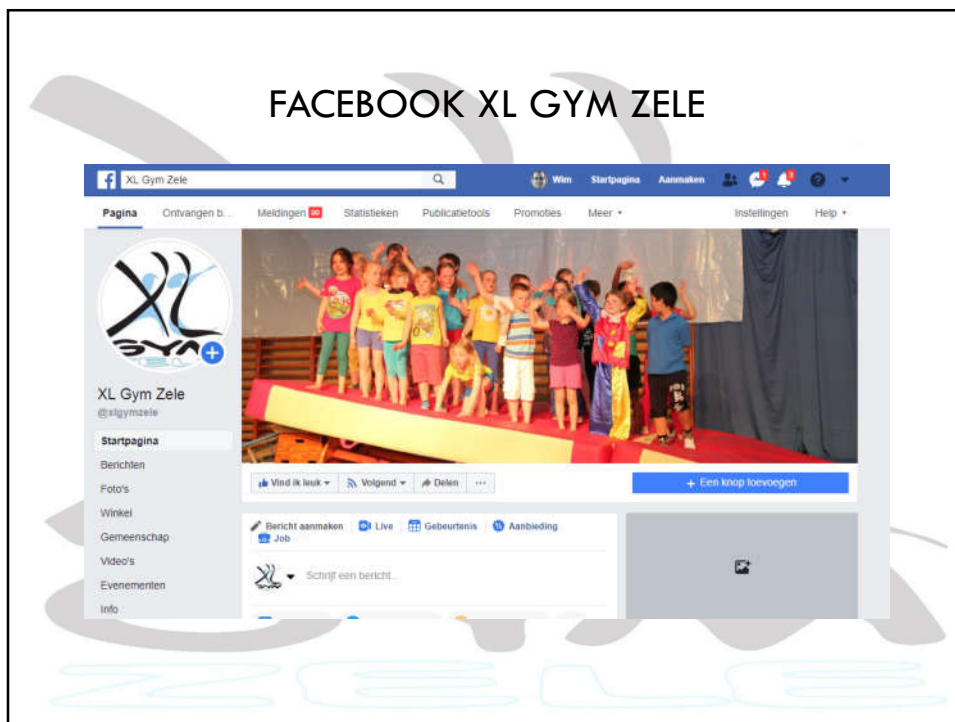 FACEBOOK XL GYM ZELE
XL Gym Zele
Wim Startpagina Aanmaken
Pagina Ontvangen b... Meldingen Statistieken Publicatietools Promoties Meer Instellingen Help
XL
GYM
ZELE
XL Gym Zele
@xlgymzele
Startpagina
Berichten
Foto's
Winkel
Gemeenschap
Video's
Evenementen
Info
Vind ik leuk Volgend Delen ...
+ Een knop toevoegen
Bericht aanmaken Live Gebeurtenis Aanbieding
Job
Schrijf een bericht...
ZELE